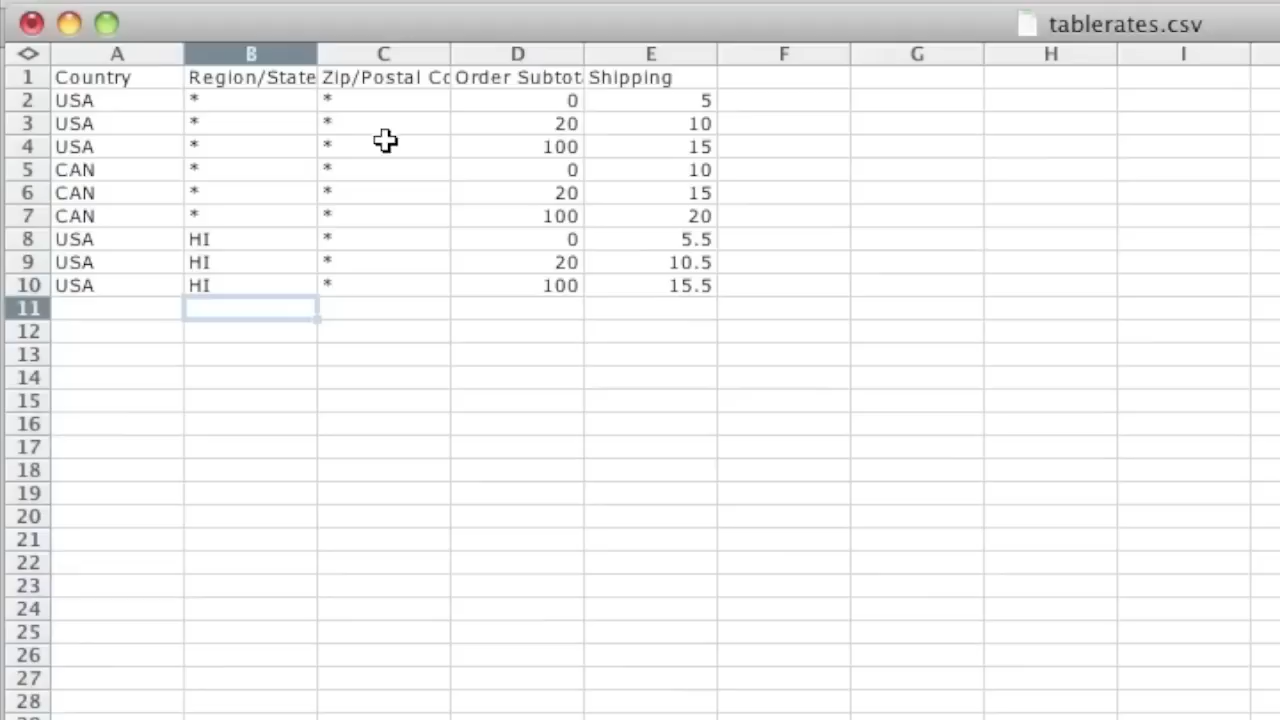 tablerates.csv
A B C D E F G H I
1 Country Region/State Zip/Postal Co Order Subtot Shipping
2 USA * * 0 5
3 USA * * 20 10
4 USA * * 100 15
5 CAN * * 0 10
6 CAN * * 20 15
7 CAN * * 100 20
8 USA HI * 0 5.5
9 USA HI * 20 10.5
10 USA HI * 100 15.5
11
12
13
14
15
16
17
18
19
20
21
22
23
24
25
26
27
28